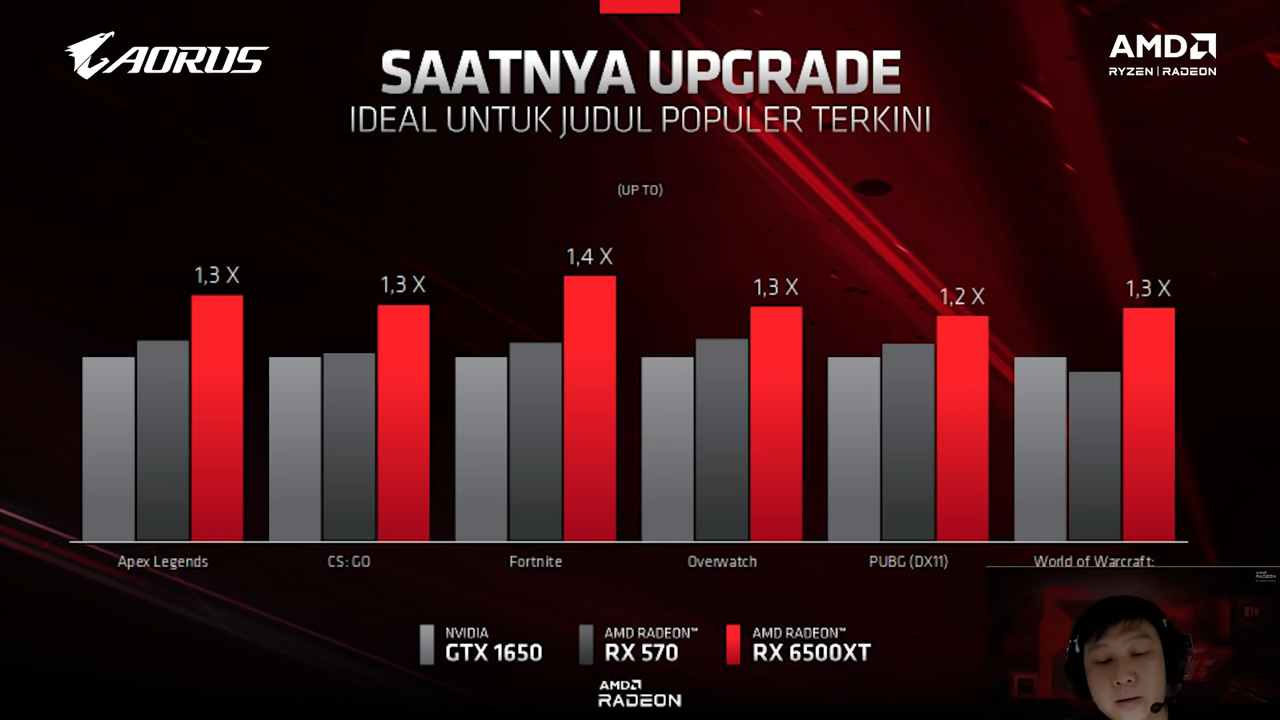 AORUS
AMD
RYZEN | RADEON
SAATNYA UPGRADE
IDEAL UNTUK JUDUL POPULER TERKINI
(UP TO)
1,3 X
1,3 X
1,4 X
1,3 X
1,2 X
1,3 X
Apex Legends
CS: GO
Fortnite
Overwatch
PUBG (DX11)
World of Warcraft:
NVIDIA
GTX 1650
AMD RADEON™
RX 570
AMD RADEON™
RX 6500XT
AMD
RADEON